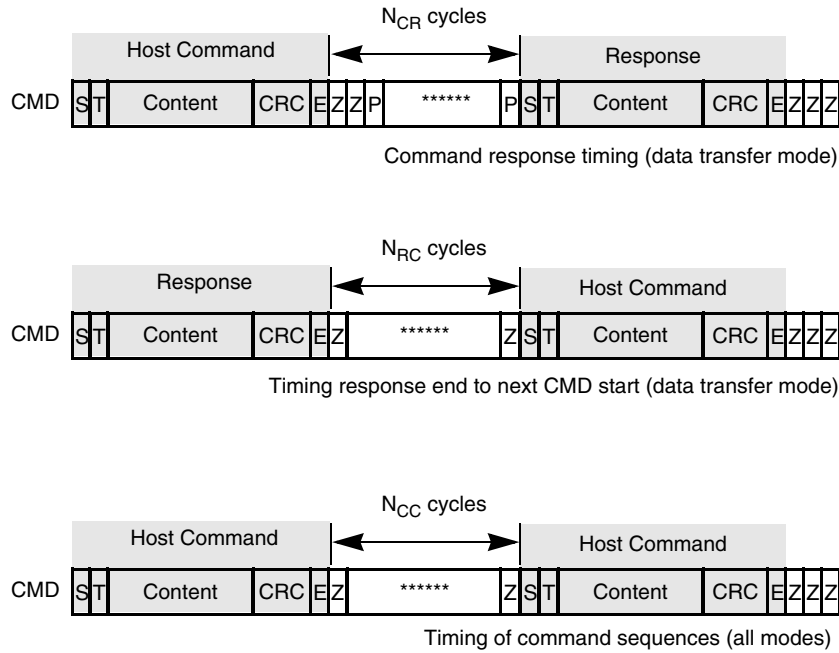 N_CR cycles
Host Command Response
CMD S T Content CRC E Z Z P ****** P S T Content CRC E Z Z Z
Command response timing (data transfer mode)
N_RC cycles
Response Host Command
CMD S T Content CRC E Z ****** Z S T Content CRC E Z Z Z
Timing response end to next CMD start (data transfer mode)
N_CC cycles
Host Command Host Command
CMD S T Content CRC E Z ****** Z S T Content CRC E Z Z Z
Timing of command sequences (all modes)